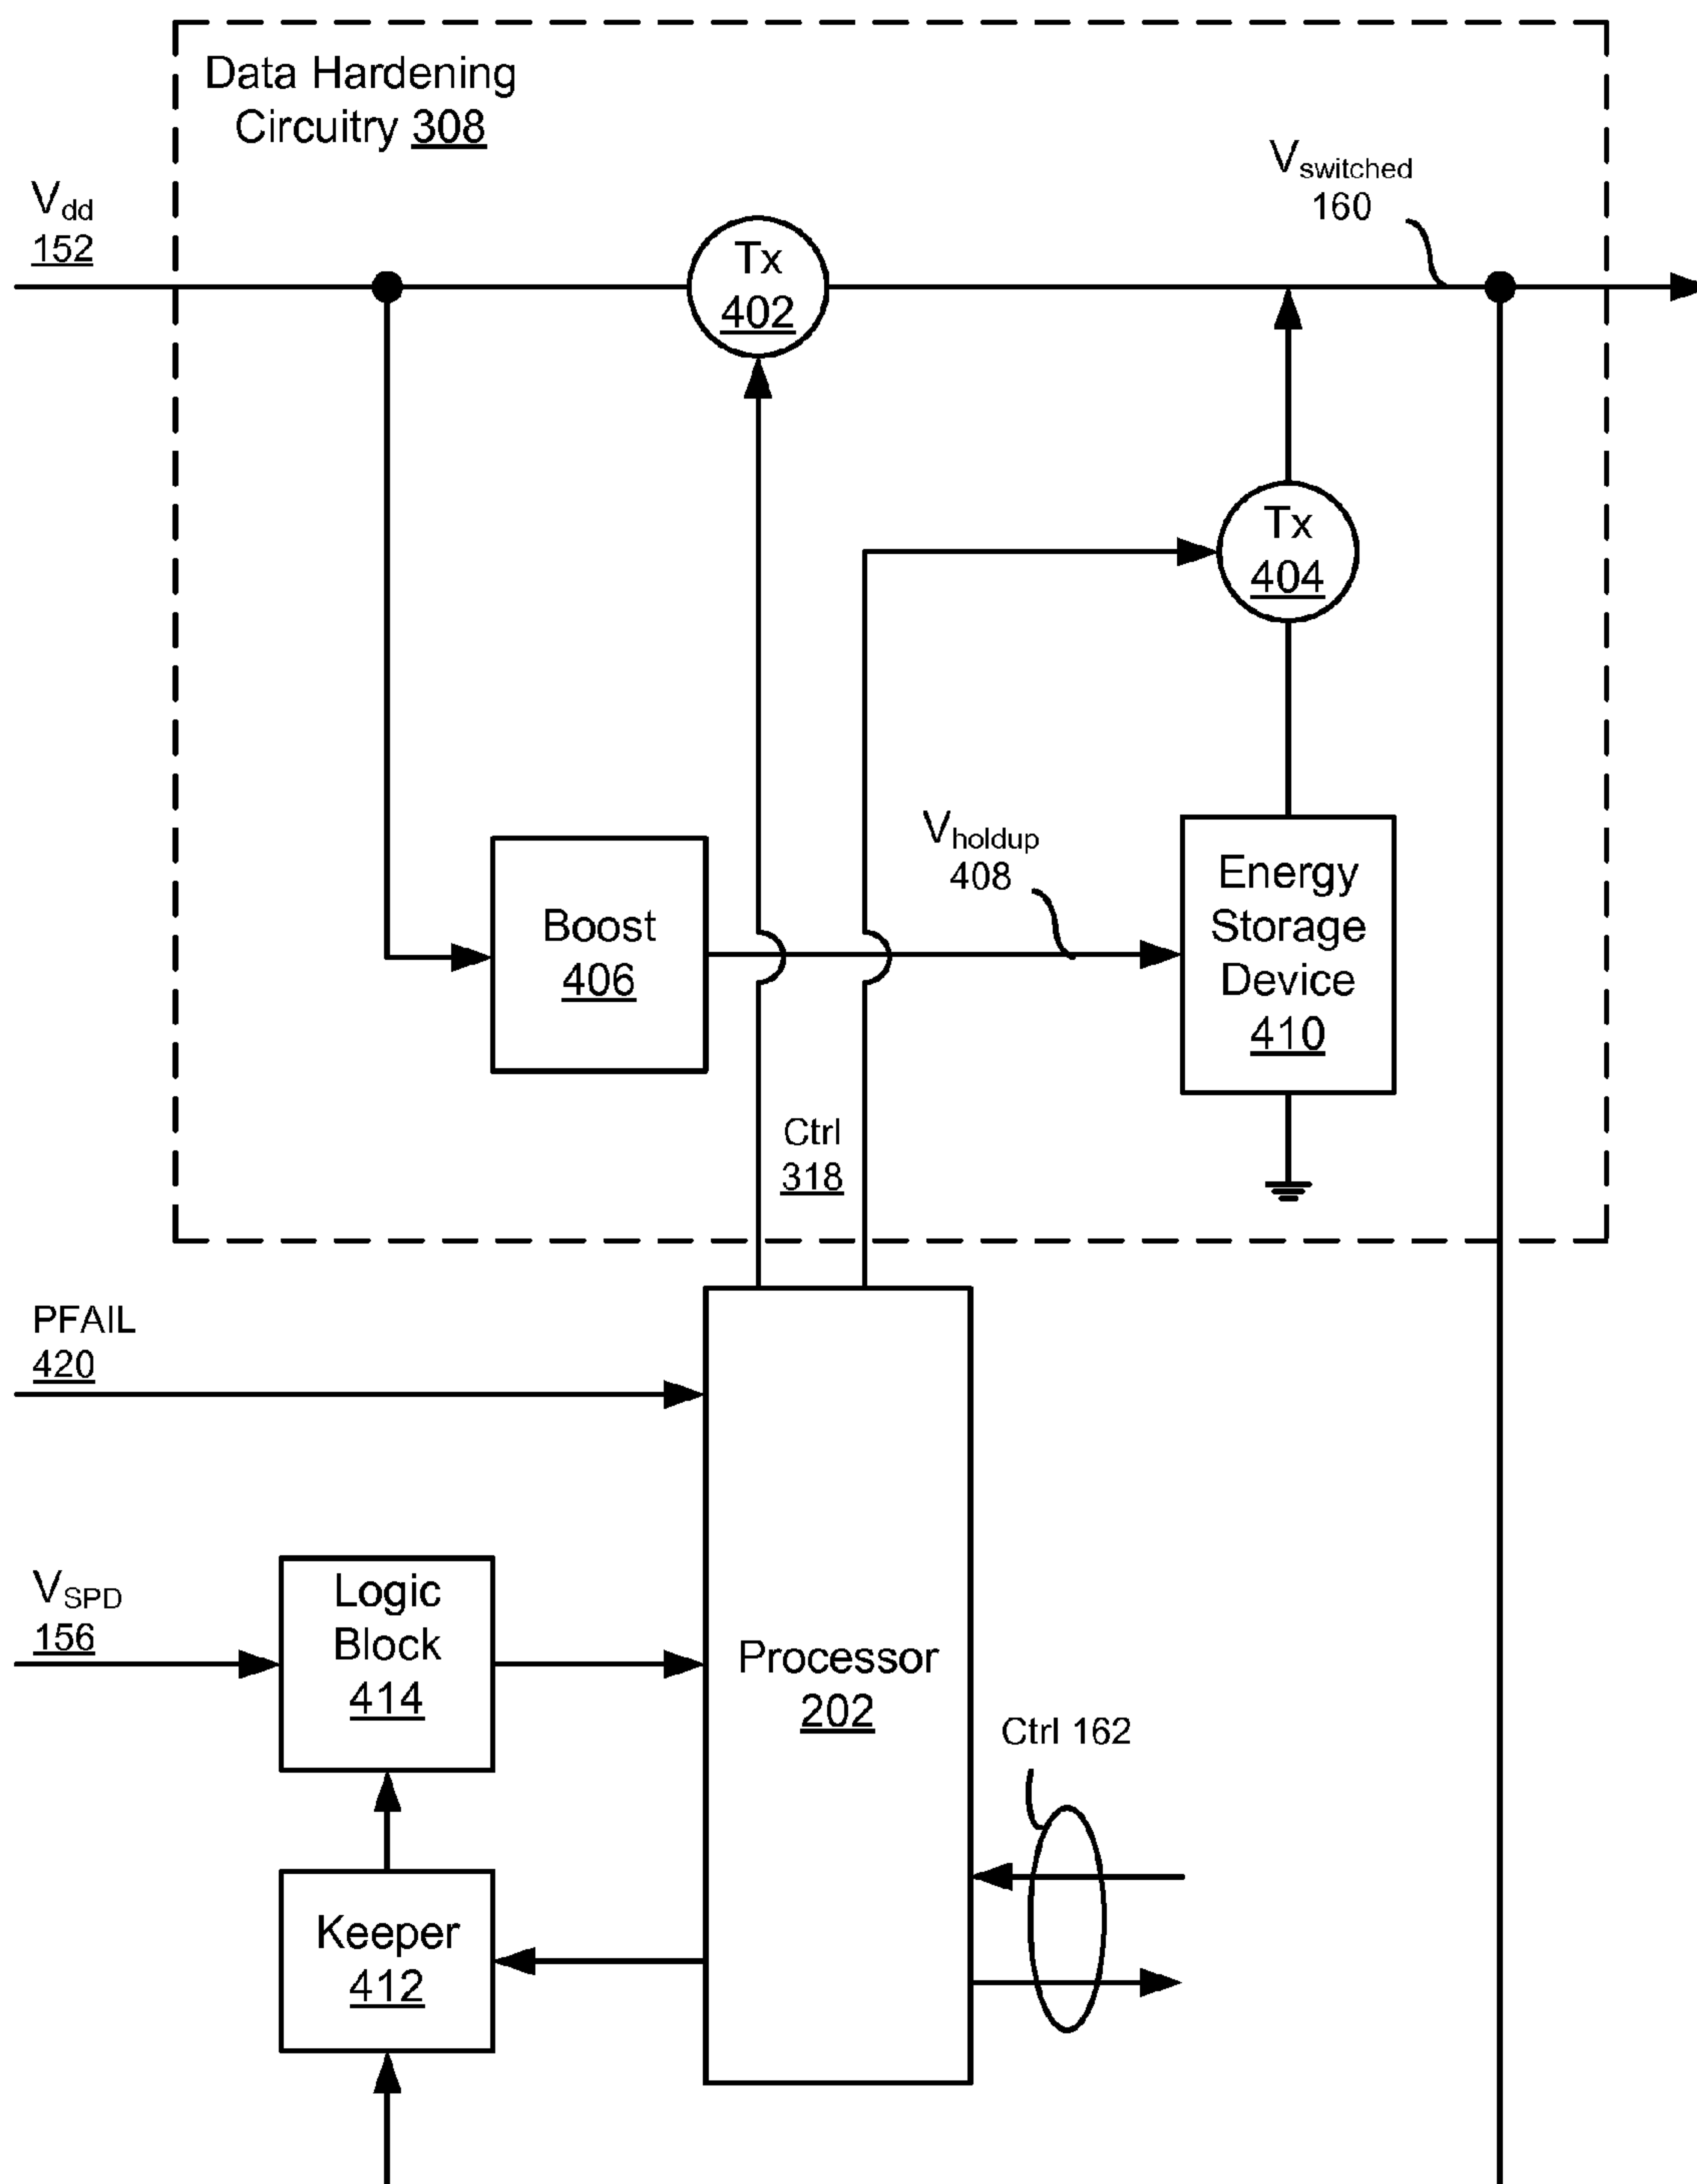 Data Hardening
Circuitry 308
Vdd
152
Tx
402
Vswitched
160
Tx
404
Vholdup
408
Boost
406
Energy
Storage
Device
410
Ctrl
318
PFAIL
420
VSPD
156
Logic
Block
414
Processor
202
Ctrl 162
Keeper
412